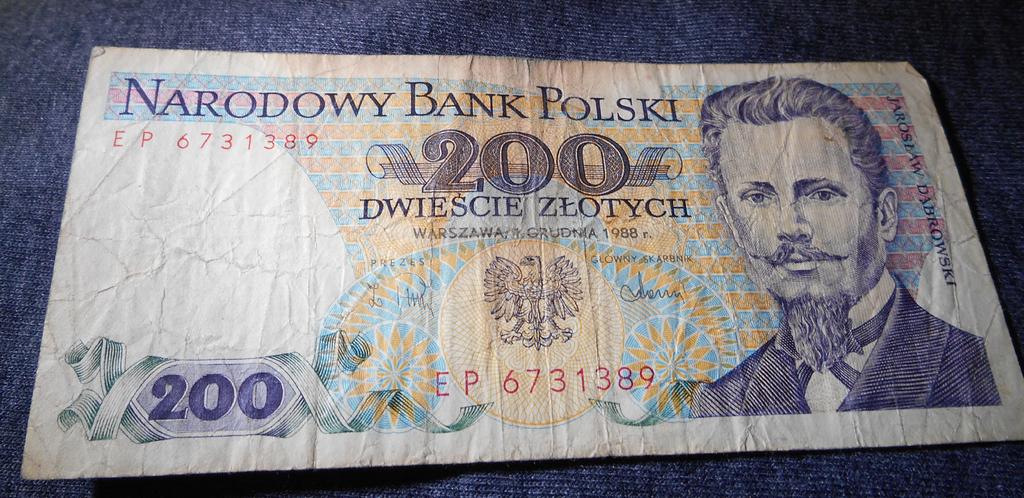 NARODOWY BANK POLSKI
EP 6731389
200
DWIEŚCIE ZŁOTYCH
WARSZAWA, 1. GRUDNIA 1988 r.
PREZES
GŁÓWNY SKARBNIK
EP 6731389
200
JAROSŁAW DĄBROWSKI